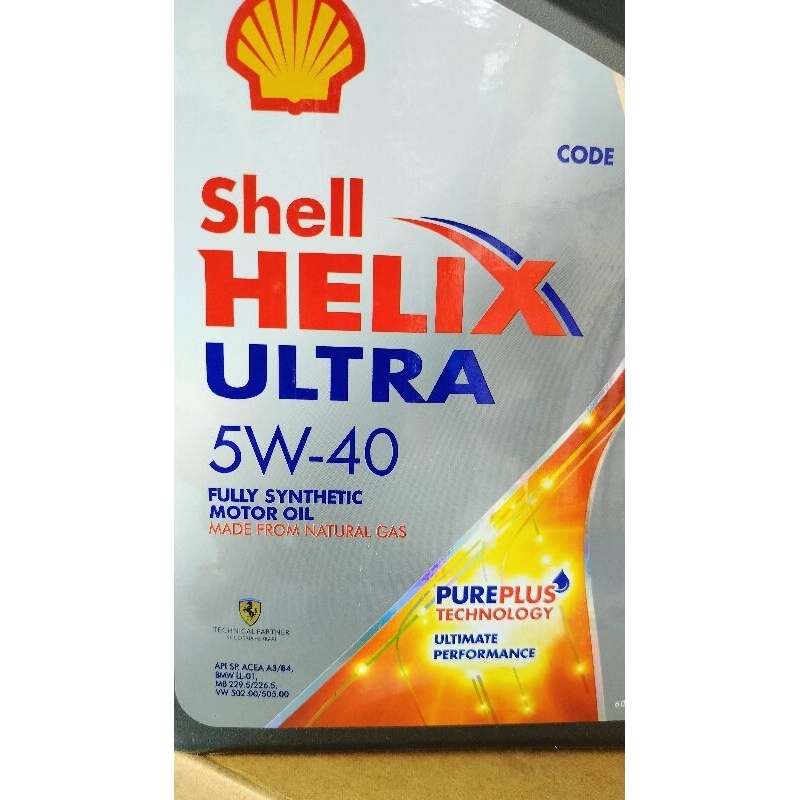 CODE
Shell
HELIX
ULTRA
5W-40
FULLY SYNTHETIC
MOTOR OIL
MADE FROM NATURAL GAS
PUREPLUS
TECHNOLOGY
ULTIMATE
PERFORMANCE
TECHNICAL PARTNER
API SP, ACEA A3/B4,
BMW LL-01,
MB 229.5/226.5,
VW 502.00/505.00